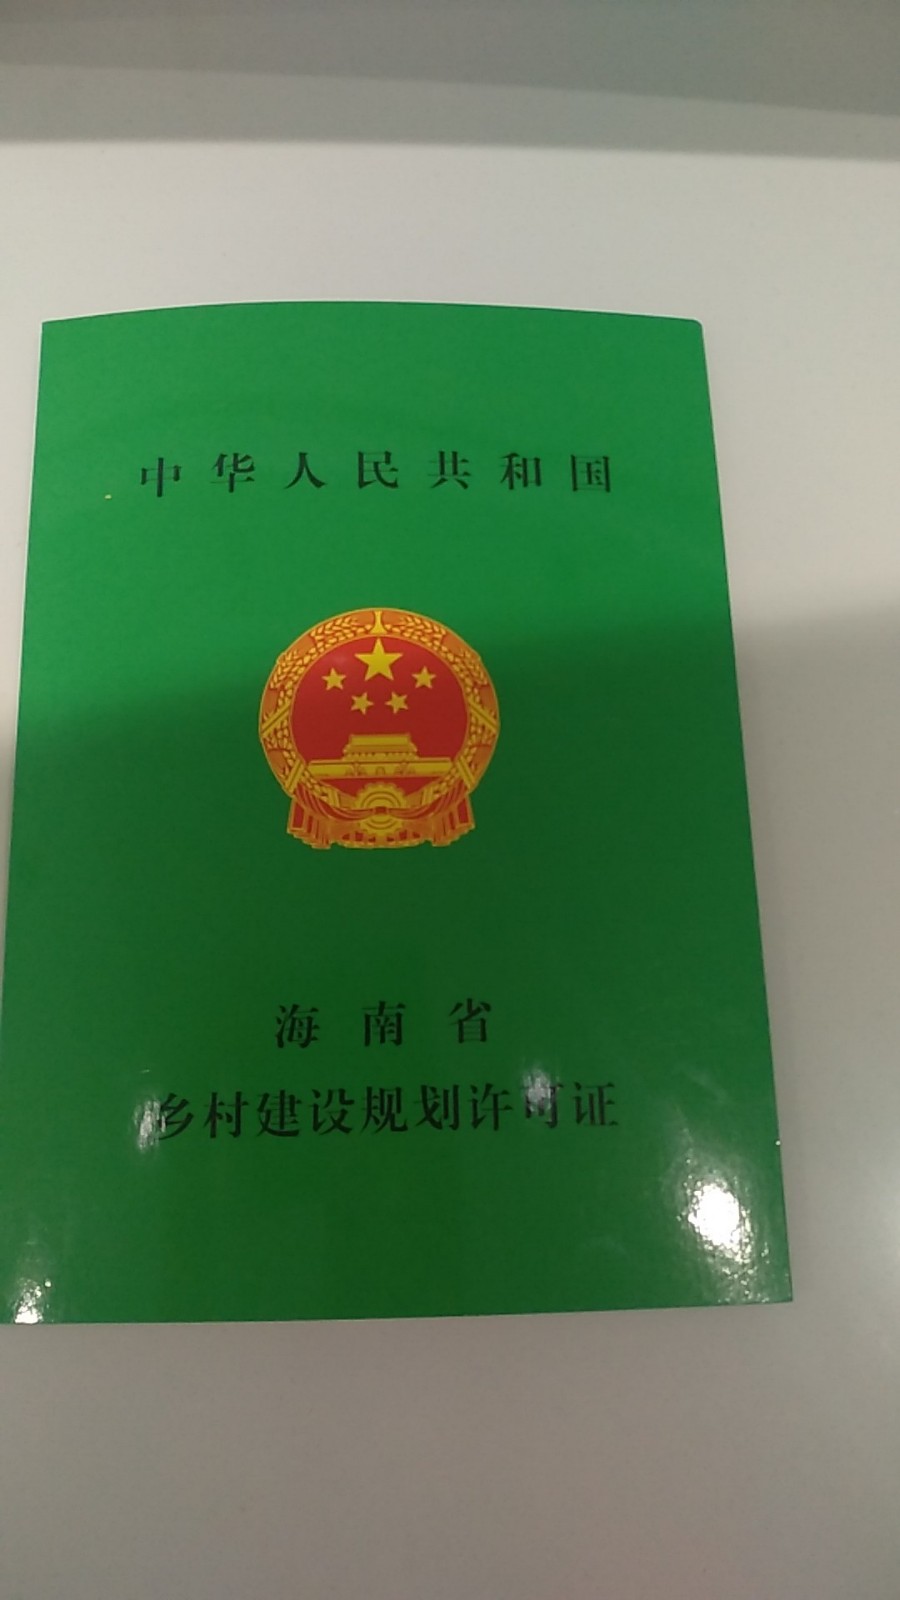 中华人民共和国
海南省
乡村建设规划许可证